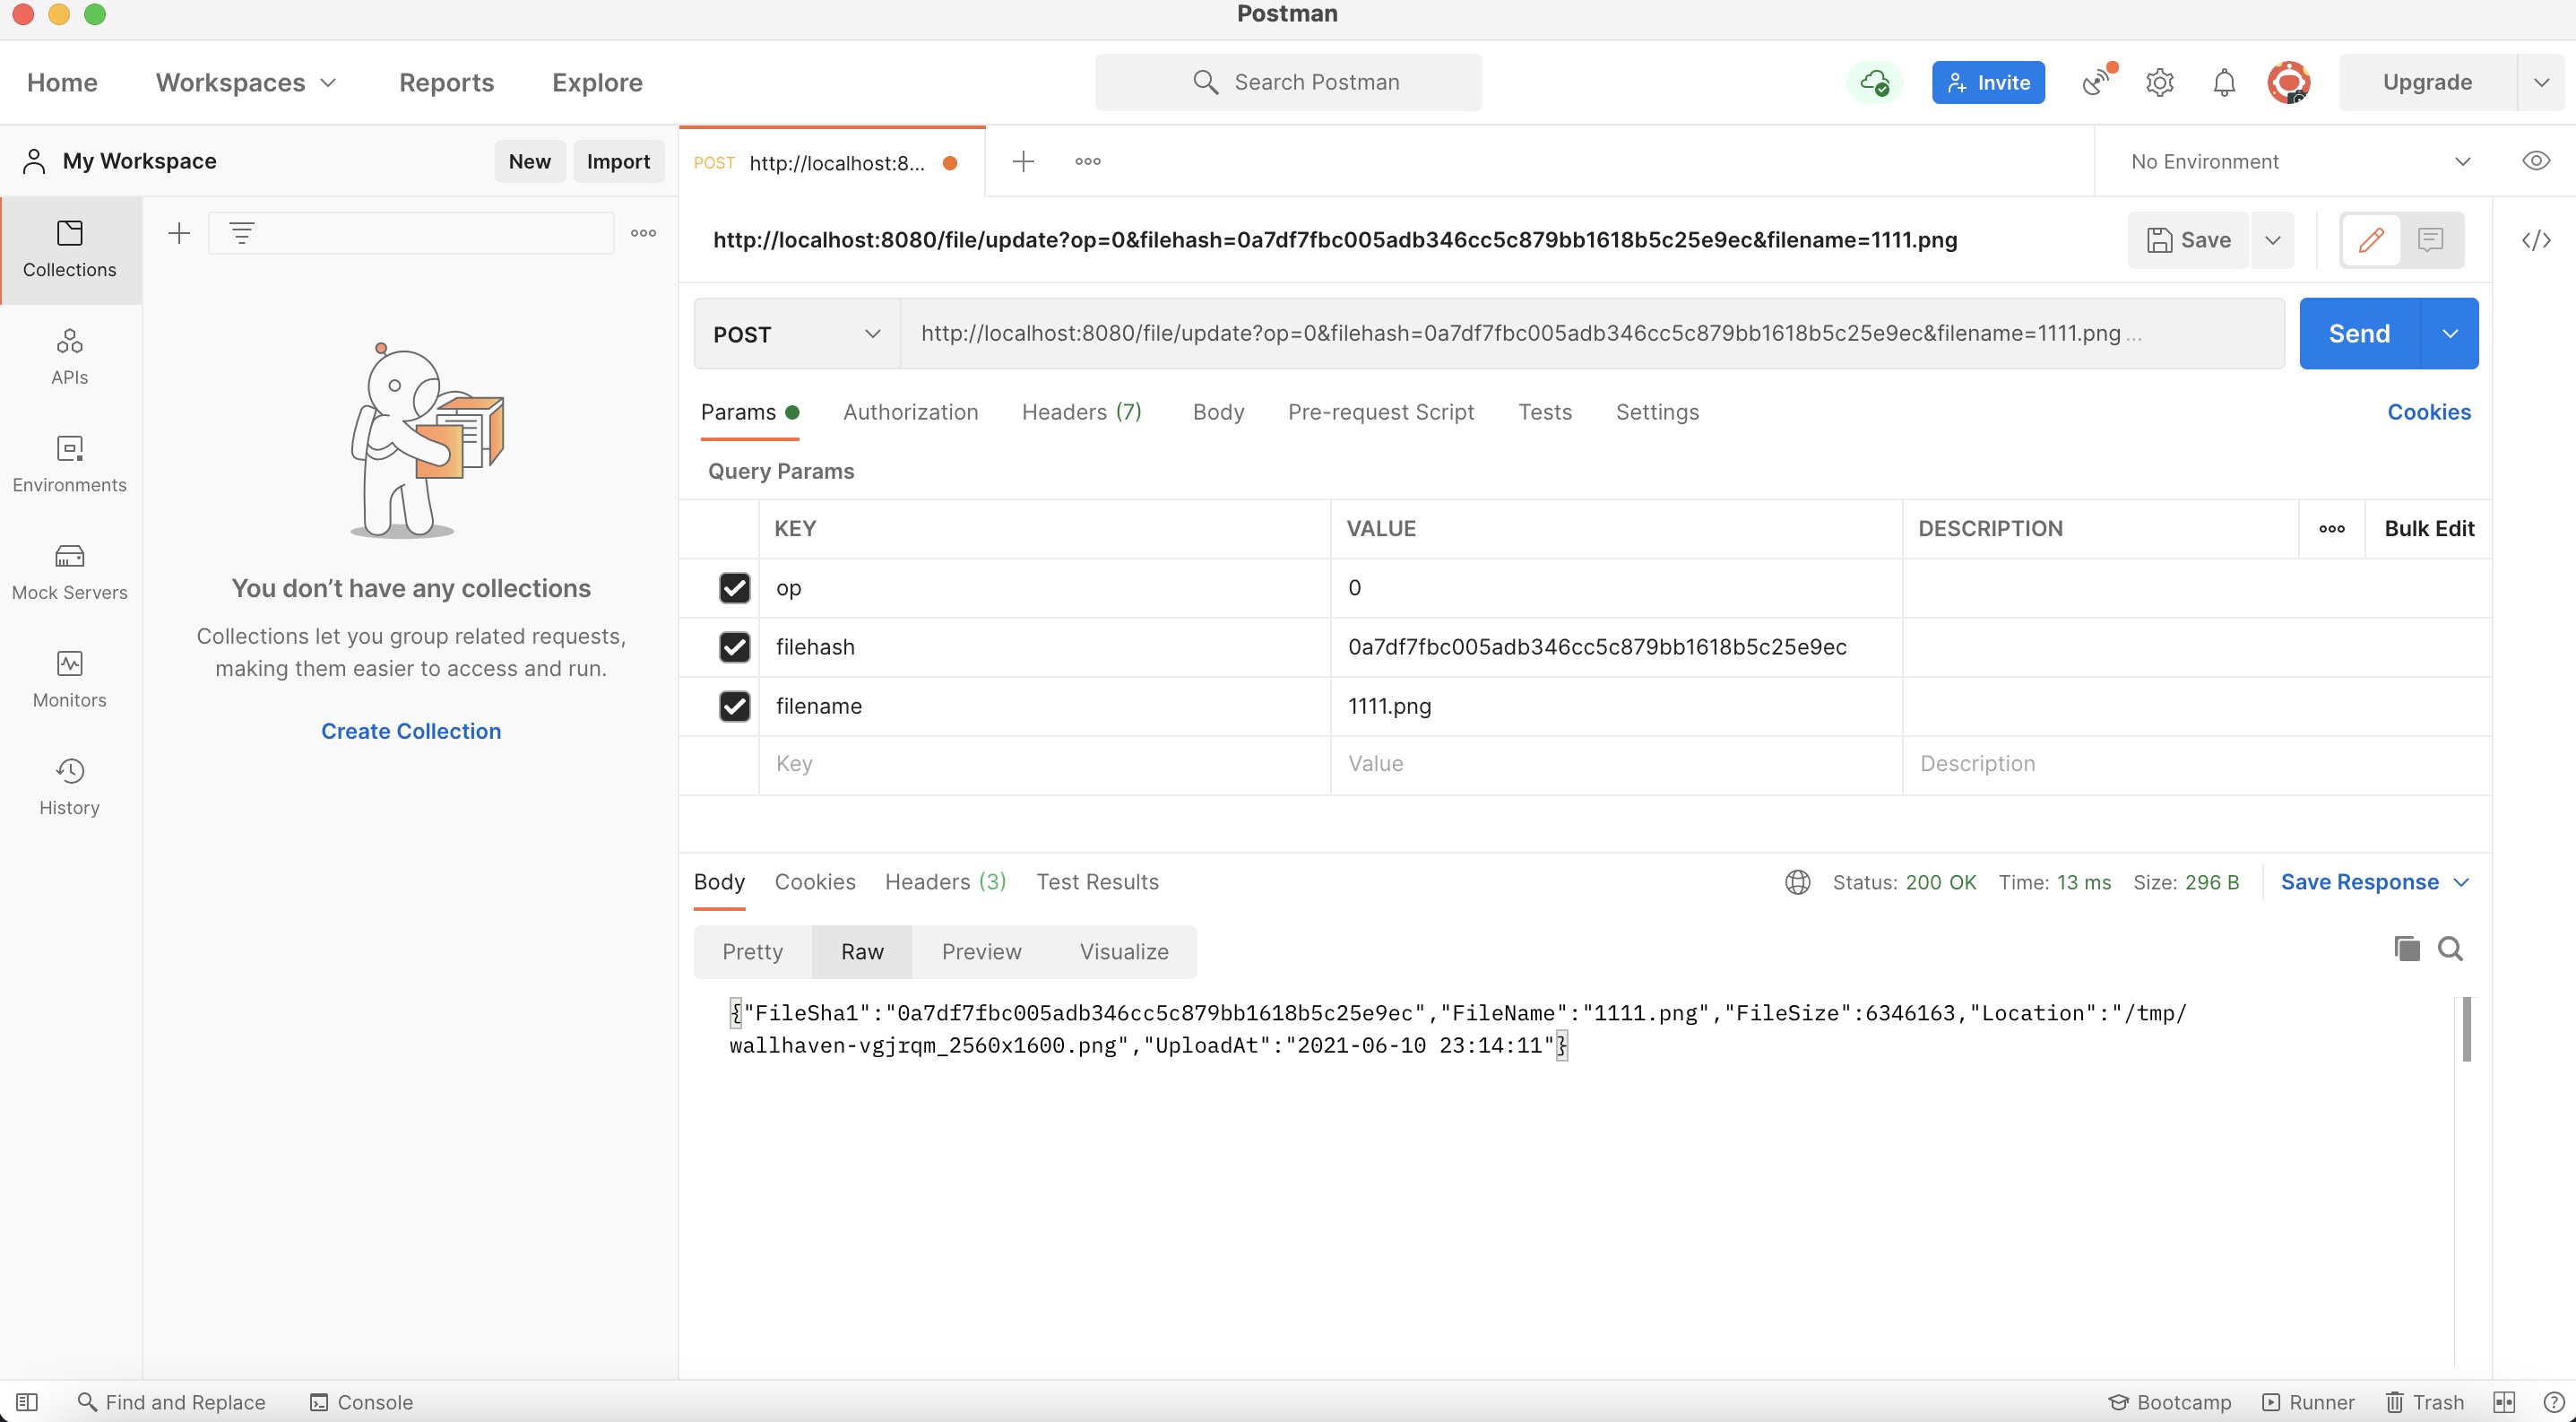 Postman
Home Workspaces Reports Explore Search Postman Invite Upgrade
My Workspace New Import
POST http://localhost:8... No Environment
Collections
APIs
Environments
Mock Servers
Monitors
History
You don’t have any collections
Collections let you group related requests,
making them easier to access and run.
Create Collection
http://localhost:8080/file/update?op=0&filehash=0a7df7fbc005adb346cc5c879bb1618b5c25e9ec&filename=1111.png Save
POST http://localhost:8080/file/update?op=0&filehash=0a7df7fbc005adb346cc5c879bb1618b5c25e9ec&filename=1111.png ... Send
Params Authorization Headers (7) Body Pre-request Script Tests Settings Cookies
Query Params
KEY VALUE DESCRIPTION Bulk Edit
op 0
filehash 0a7df7fbc005adb346cc5c879bb1618b5c25e9ec
filename 1111.png
Key Value Description
Body Cookies Headers (3) Test Results Status: 200 OK Time: 13 ms Size: 296 B Save Response
Pretty Raw Preview Visualize
{"FileSha1":"0a7df7fbc005adb346cc5c879bb1618b5c25e9ec","FileName":"1111.png","FileSize":6346163,"Location":"/tmp/
wallhaven-vgjrqm_2560x1600.png","UploadAt":"2021-06-10 23:14:11"}
Find and Replace Console Bootcamp Runner Trash